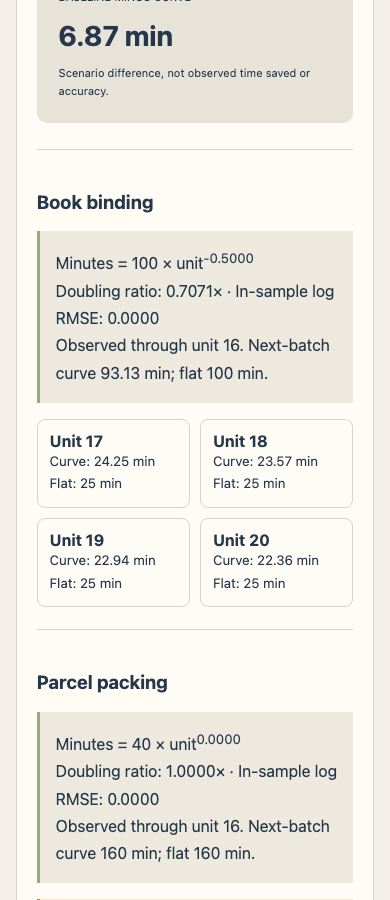 6.87 min
Scenario difference, not observed time saved or
accuracy.
Book binding
Minutes = 100 × unit⁻⁰·⁵⁰⁰⁰
Doubling ratio: 0.7071× · In-sample log
RMSE: 0.0000
Observed through unit 16. Next-batch
curve 93.13 min; flat 100 min.
Unit 17
Curve: 24.25 min
Flat: 25 min
Unit 18
Curve: 23.57 min
Flat: 25 min
Unit 19
Curve: 22.94 min
Flat: 25 min
Unit 20
Curve: 22.36 min
Flat: 25 min
Parcel packing
Minutes = 40 × unit⁰·⁰⁰⁰⁰
Doubling ratio: 1.0000× · In-sample log
RMSE: 0.0000
Observed through unit 16. Next-batch
curve 160 min; flat 160 min.